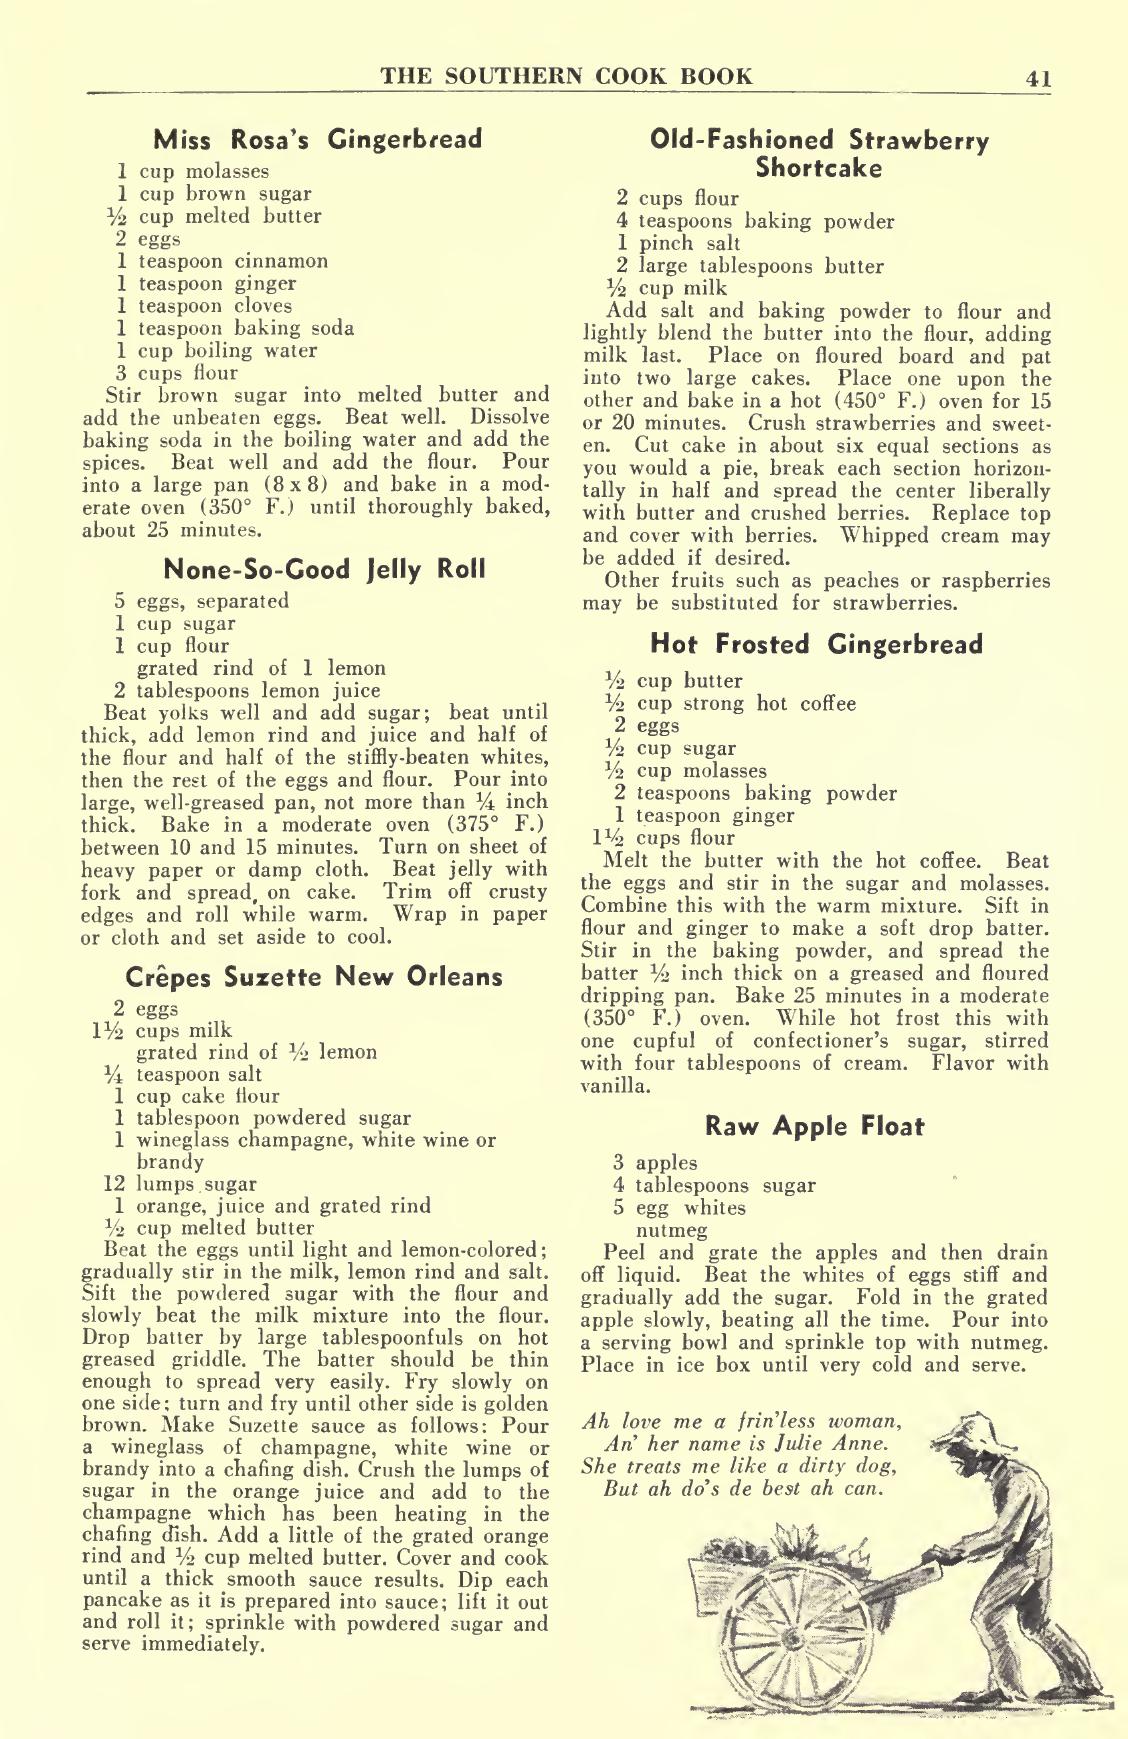 THE SOUTHERN COOK BOOK 41
Miss Rosa's Gingerbread
1 cup molasses
1 cup brown sugar
½ cup melted butter
2 eggs
1 teaspoon cinnamon
1 teaspoon ginger
1 teaspoon cloves
1 teaspoon baking soda
1 cup boiling water
3 cups flour
Stir brown sugar into melted butter and
add the unbeaten eggs. Beat well. Dissolve
baking soda in the boiling water and add the
spices. Beat well and add the flour. Pour
into a large pan (8 x 8) and bake in a mod-
erate oven (350° F.) until thoroughly baked,
about 25 minutes.
None-So-Good Jelly Roll
5 eggs, separated
1 cup sugar
1 cup flour
grated rind of 1 lemon
2 tablespoons lemon juice
Beat yolks well and add sugar; beat until
thick, add lemon rind and juice and half of
the flour and half of the stiffly-beaten whites,
then the rest of the eggs and flour. Pour into
large, well-greased pan, not more than ¼ inch
thick. Bake in a moderate oven (375° F.)
between 10 and 15 minutes. Turn on sheet of
heavy paper or damp cloth. Beat jelly with
fork and spread, on cake. Trim off crusty
edges and roll while warm. Wrap in paper
or cloth and set aside to cool.
Crêpes Suzette New Orleans
2 eggs
1½ cups milk
grated rind of ½ lemon
¼ teaspoon salt
1 cup cake flour
1 tablespoon powdered sugar
1 wineglass champagne, white wine or
brandy
12 lumps sugar
1 orange, juice and grated rind
½ cup melted butter
Beat the eggs until light and lemon-colored;
gradually stir in the milk, lemon rind and salt.
Sift the powdered sugar with the flour and
slowly beat the milk mixture into the flour.
Drop batter by large tablespoonfuls on hot
greased griddle. The batter should be thin
enough to spread very easily. Fry slowly on
one side; turn and fry until other side is golden
brown. Make Suzette sauce as follows: Pour
a wineglass of champagne, white wine or
brandy into a chafing dish. Crush the lumps of
sugar in the orange juice and add to the
champagne which has been heating in the
chafing dish. Add a little of the grated orange
rind and ½ cup melted butter. Cover and cook
until a thick smooth sauce results. Dip each
pancake as it is prepared into sauce; lift it out
and roll it; sprinkle with powdered sugar and
serve immediately.
Old-Fashioned Strawberry
Shortcake
2 cups flour
4 teaspoons baking powder
1 pinch salt
2 large tablespoons butter
½ cup milk
Add salt and baking powder to flour and
lightly blend the butter into the flour, adding
milk last. Place on floured board and pat
into two large cakes. Place one upon the
other and bake in a hot (450° F.) oven for 15
or 20 minutes. Crush strawberries and sweet-
en. Cut cake in about six equal sections as
you would a pie, break each section horizon-
tally in half and spread the center liberally
with butter and crushed berries. Replace top
and cover with berries. Whipped cream may
be added if desired.
Other fruits such as peaches or raspberries
may be substituted for strawberries.
Hot Frosted Gingerbread
½ cup butter
½ cup strong hot coffee
2 eggs
½ cup sugar
½ cup molasses
2 teaspoons baking powder
1 teaspoon ginger
1½ cups flour
Melt the butter with the hot coffee. Beat
the eggs and stir in the sugar and molasses.
Combine this with the warm mixture. Sift in
flour and ginger to make a soft drop batter.
Stir in the baking powder, and spread the
batter ½ inch thick on a greased and floured
dripping pan. Bake 25 minutes in a moderate
(350° F.) oven. While hot frost this with
one cupful of confectioner's sugar, stirred
with four tablespoons of cream. Flavor with
vanilla.
Raw Apple Float
3 apples
4 tablespoons sugar
5 egg whites
nutmeg
Peel and grate the apples and then drain
off liquid. Beat the whites of eggs stiff and
gradually add the sugar. Fold in the grated
apple slowly, beating all the time. Pour into
a serving bowl and sprinkle top with nutmeg.
Place in ice box until very cold and serve.
Ah love me a frin'less woman,
An' her name is Julie Anne.
She treats me like a dirty dog,
But ah do's de best ah can.